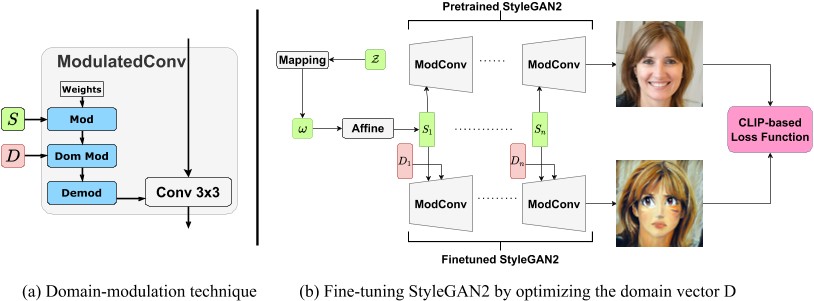 ModulatedConv
Weights
S
Mod
D
Dom Mod
Demod
Conv 3x3
(a) Domain-modulation technique
Pretrained StyleGAN2
Mapping
𝒵
ModConv
ModConv
ω
Affine
S₁
Sₙ
D₁
Dₙ
ModConv
ModConv
Finetuned StyleGAN2
CLIP-based
Loss Function
(b) Fine-tuning StyleGAN2 by optimizing the domain vector D